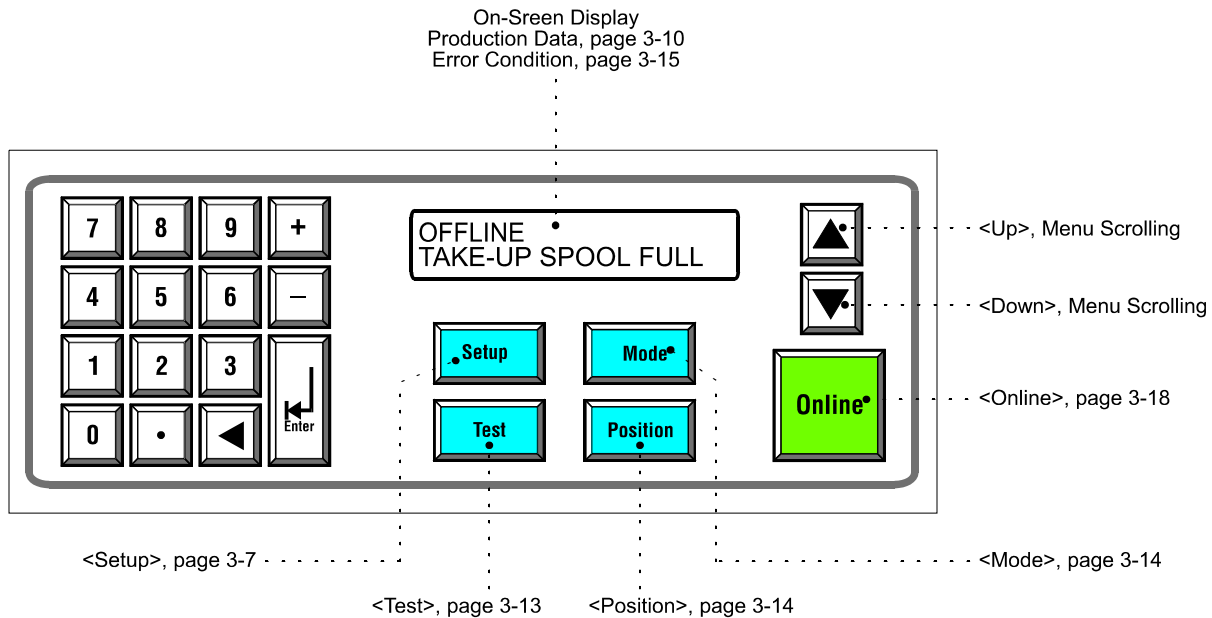 On-Sreen Display
Production Data, page 3-10
Error Condition, page 3-15
7 8 9 +
OFFLINE
TAKE-UP SPOOL FULL
<Up>, Menu Scrolling
4 5 6 –
<Down>, Menu Scrolling
1 2 3
Enter
Setup
Mode
Online
<Online>, page 3-18
0 .
Test
Position
<Setup>, page 3-7
<Mode>, page 3-14
<Test>, page 3-13
<Position>, page 3-14